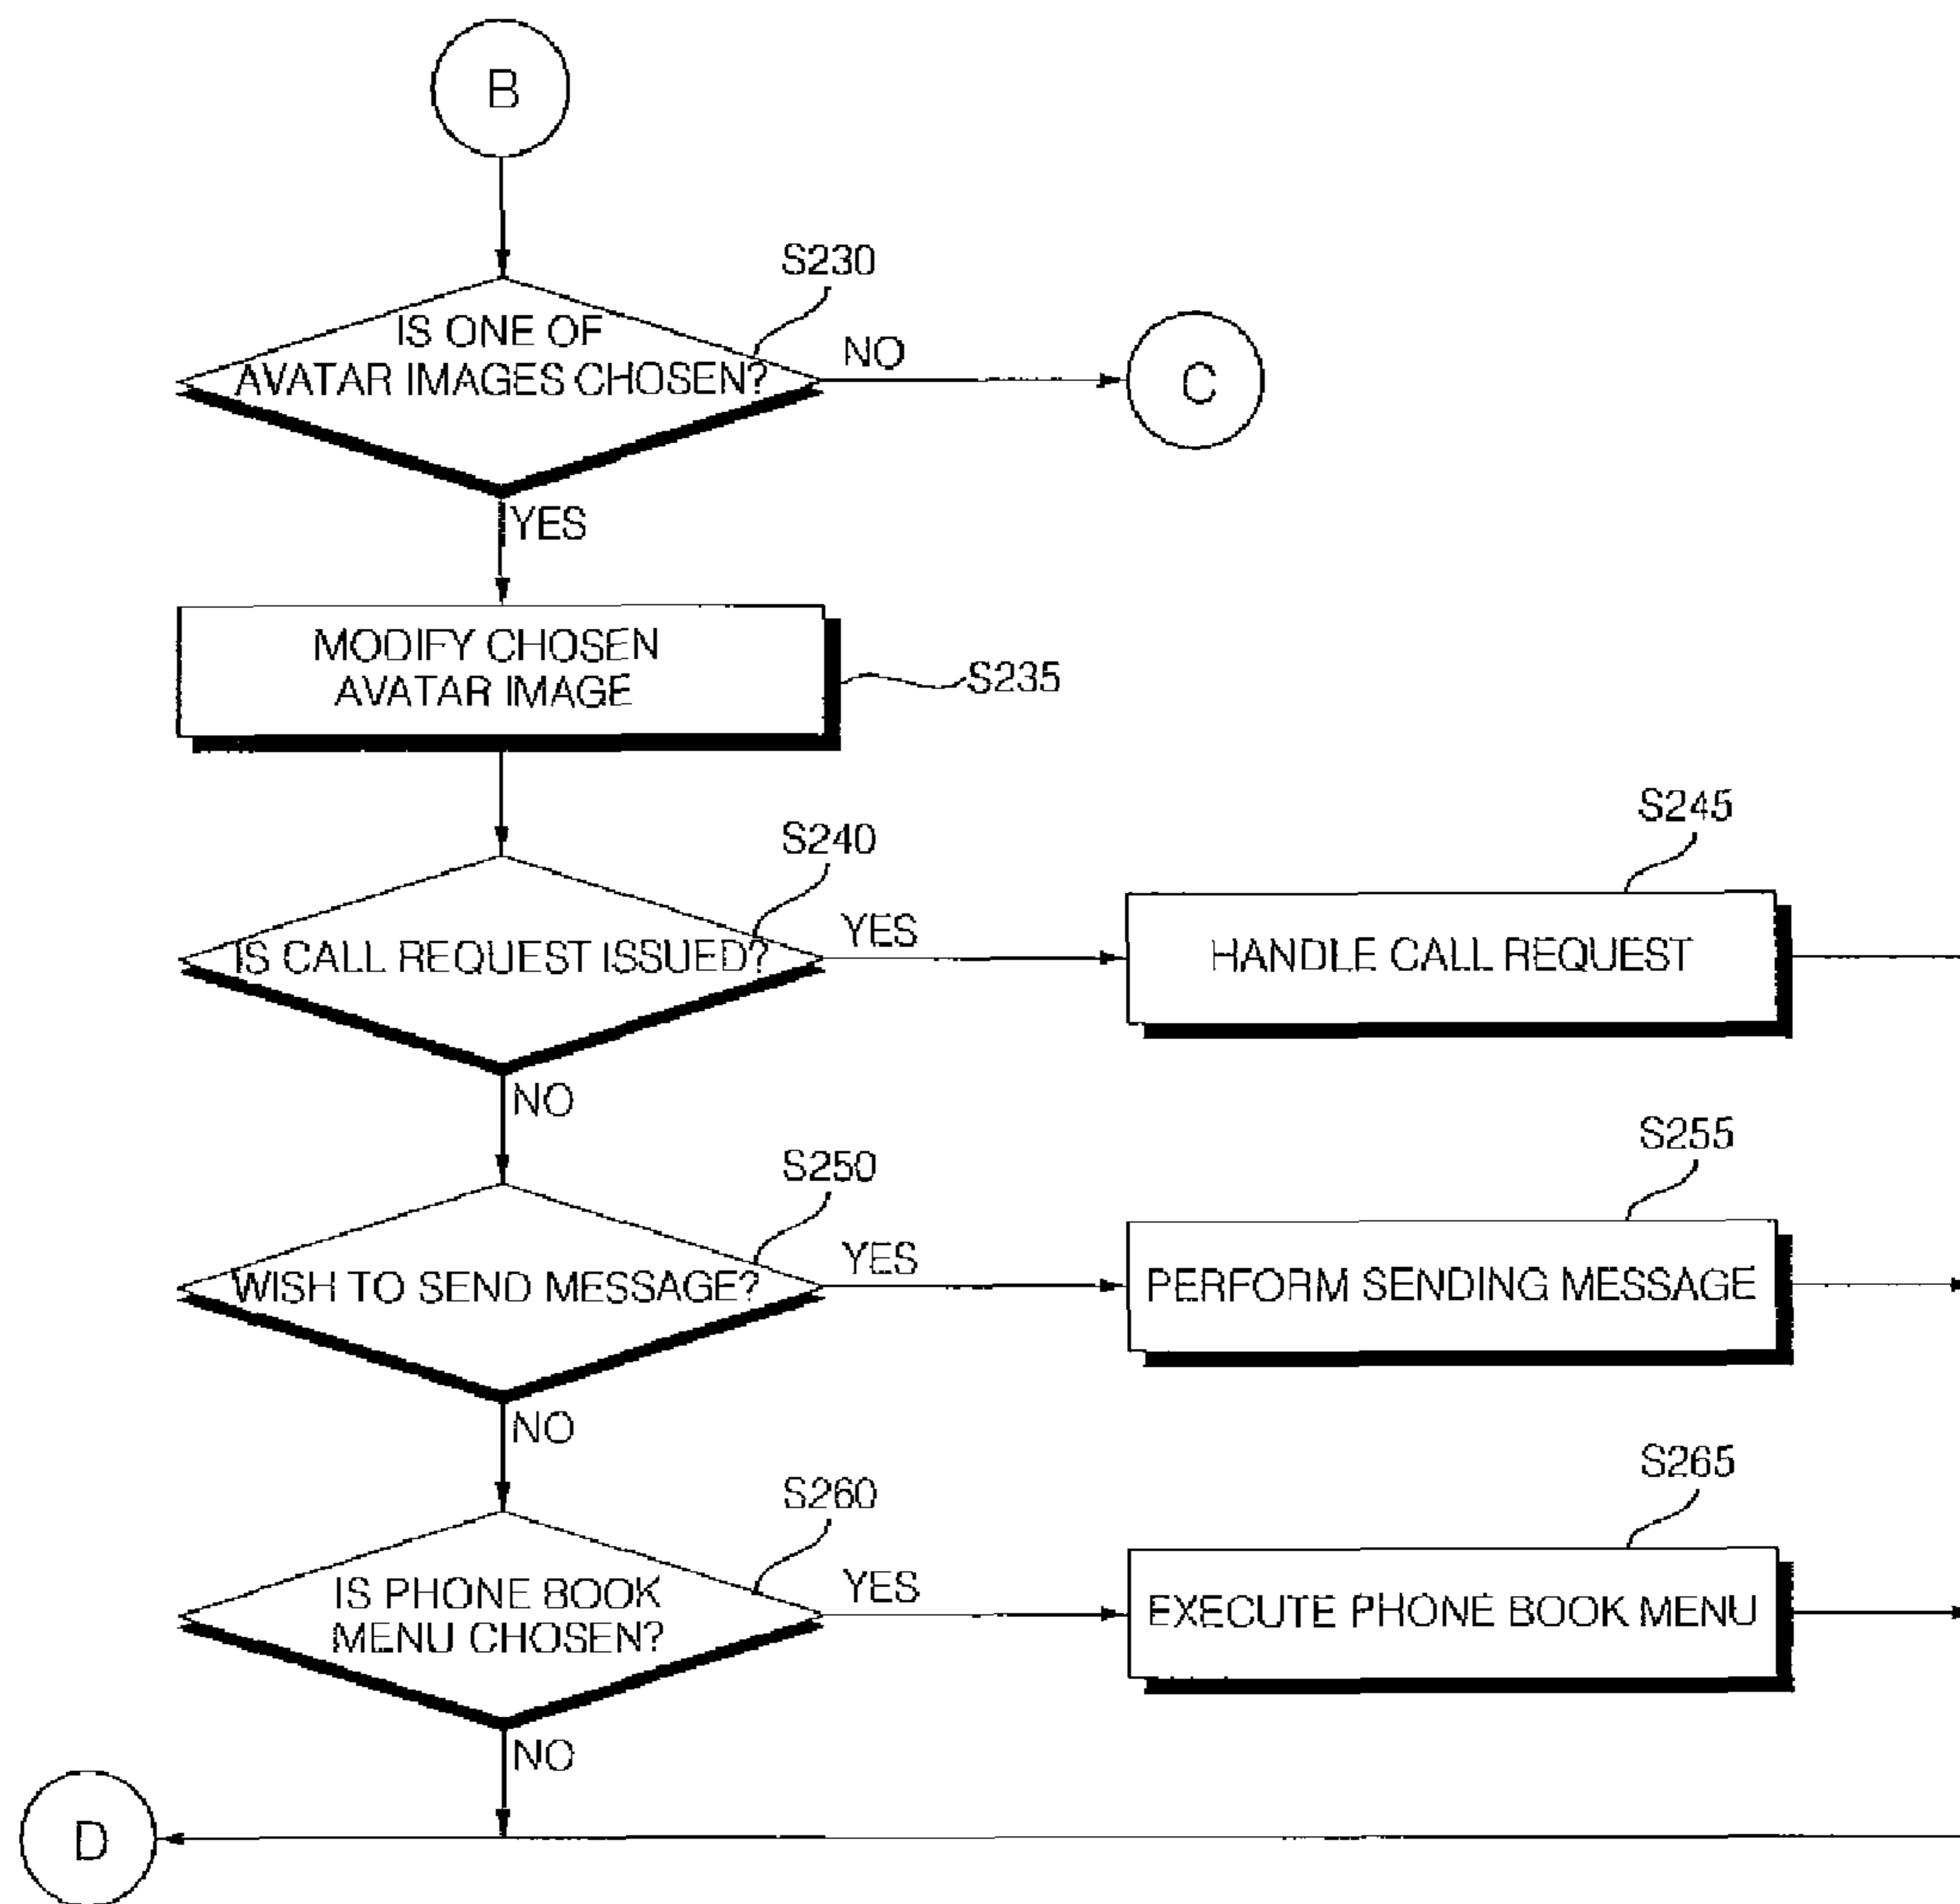 B
S230
IS ONE OF
AVATAR IMAGES CHOSEN?
NO
C
YES
MODIFY CHOSEN
AVATAR IMAGE
S235
S240
IS CALL REQUEST ISSUED?
YES
S245
HANDLE CALL REQUEST
NO
S250
WISH TO SEND MESSAGE?
YES
S255
PERFORM SENDING MESSAGE
NO
S260
IS PHONE BOOK
MENU CHOSEN?
YES
S265
EXECUTE PHONE BOOK MENU
NO
D